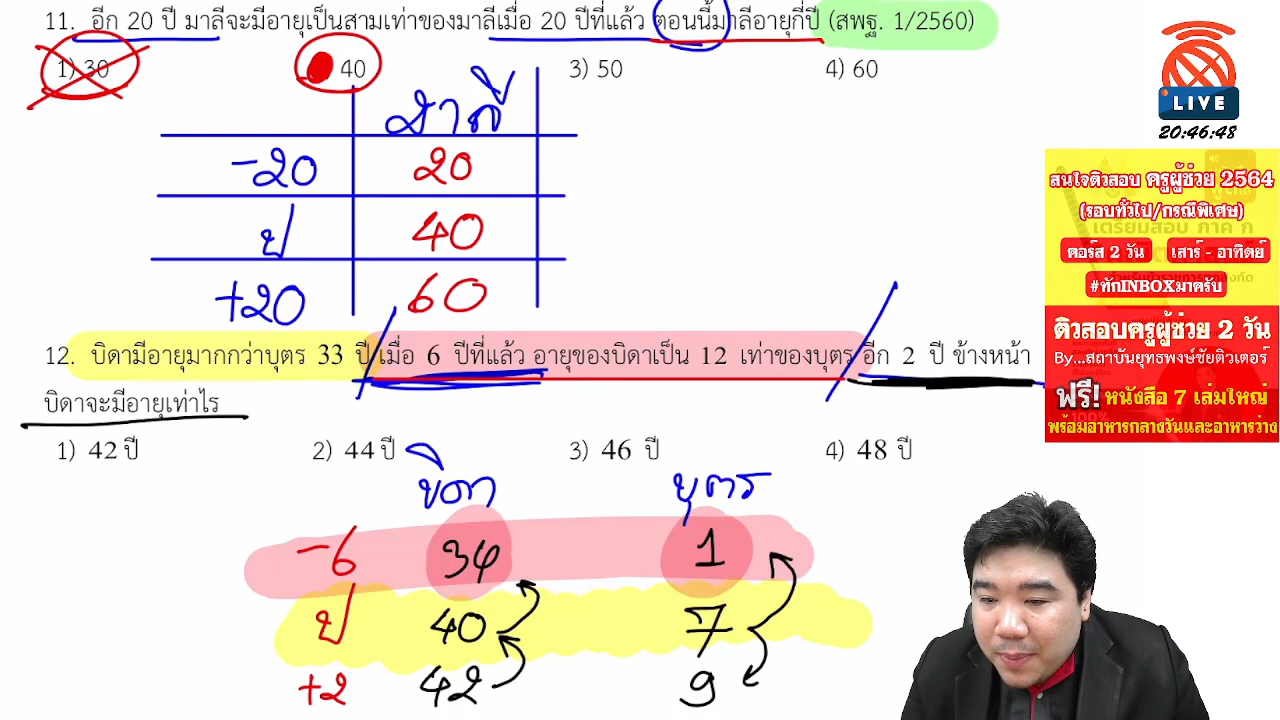 11. อีก 20 ปี มาลีจะมีอายุเป็นสามเท่าของมาลีเมื่อ 20 ปีที่แล้ว ตอนนี้มาลีอายุกี่ปี (สพฐ. 1/2560)
1) 30 40 3) 50 4) 60
มาลี
-20 20
ป 40
+20 60
12. บิดามีอายุมากกว่าบุตร 33 ปี เมื่อ 6 ปีที่แล้ว อายุของบิดาเป็น 12 เท่าของบุตร อีก 2 ปี ข้างหน้า
บิดาจะมีอายุเท่าไร
1) 42 ปี 2) 44 ปี 3) 46 ปี 4) 48 ปี
บิดา บุตร
-6 34 1
ป 40 7
+2 42 9
LIVE
20:46:48
สนใจติวสอบ ครูผู้ช่วย 2564
(รอบทั่วไป/กรณีพิเศษ)
คอร์ส 2 วัน เสาร์ - อาทิตย์
#ทักINBOXมาครับ
ติวสอบครูผู้ช่วย 2 วัน
By...สถาบันยุทธพงษ์ชัยติวเตอร์
ฟรี! หนังสือ 7 เล่มใหญ่
พร้อมอาหารกลางวันและอาหารว่าง